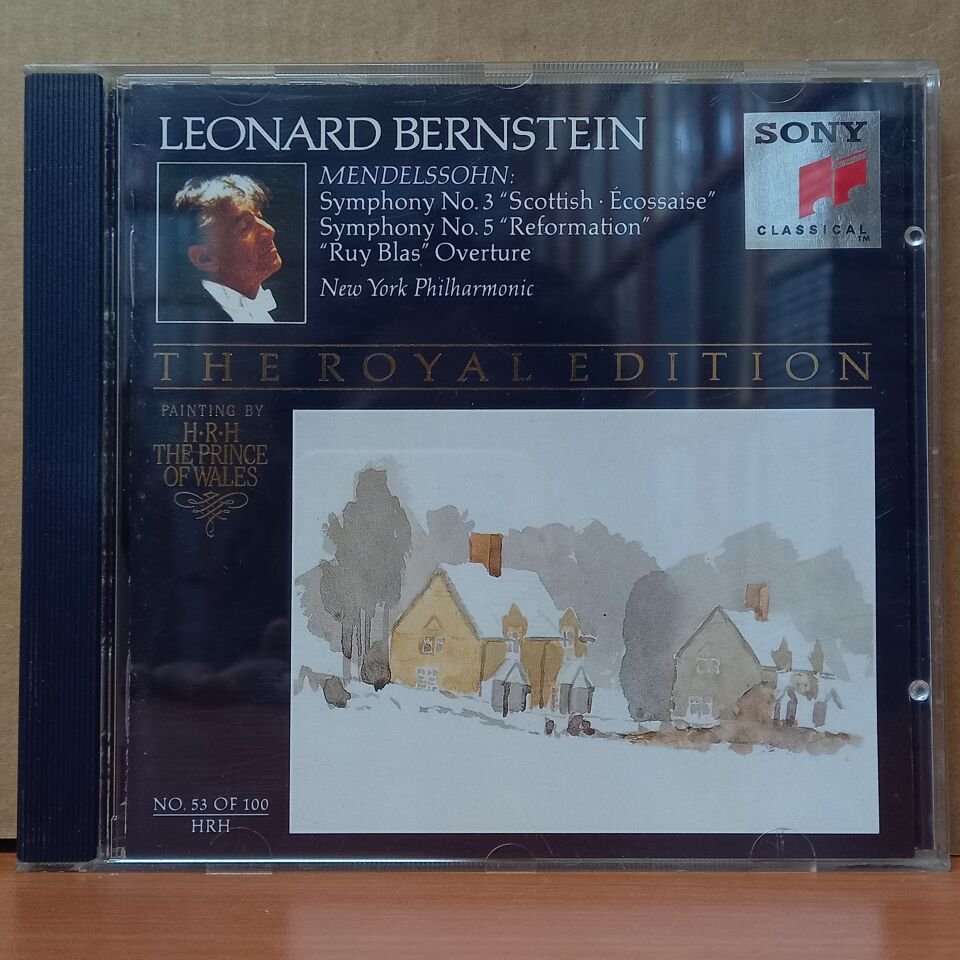 LEONARD BERNSTEIN
MENDELSSOHN:
Symphony No. 3 “Scottish · Écossaise”
Symphony No. 5 “Reformation”
“Ruy Blas” Overture
New York Philharmonic
SONY
CLASSICAL™
THE ROYAL EDITION
PAINTING BY
H·R·H
THE PRINCE
OF WALES
NO. 53 OF 100
HRH